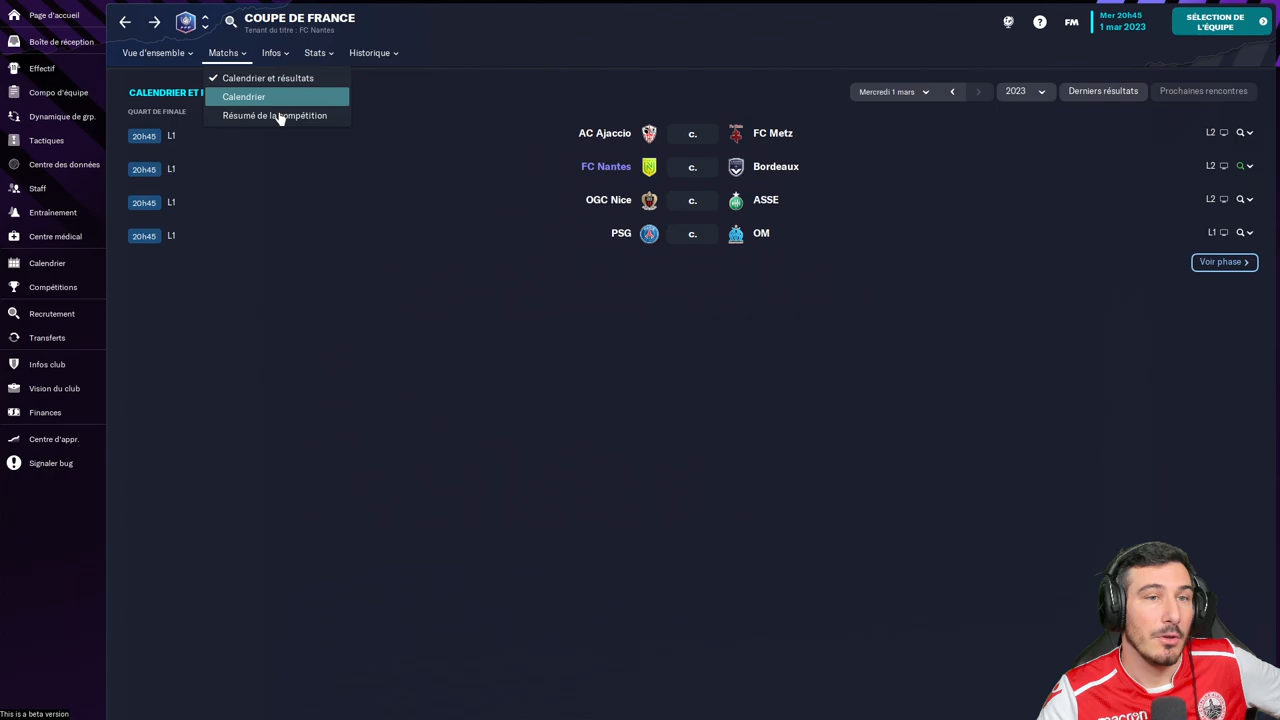 Page d'accueil
Boîte de réception
Effectif
Compo d'équipe
Dynamique de grp.
Tactiques
Centre des données
Staff
Entraînement
Centre médical
Calendrier
Compétitions
Recrutement
Transferts
Infos club
Vision du club
Finances
Centre d'appr.
Signaler bug
This is a beta version
COUPE DE FRANCE
Tenant du titre : FC Nantes
FM
Mer 20h45
1 mar 2023
SÉLECTION DE
L'ÉQUIPE
Vue d'ensemble Matchs Infos Stats Historique
Calendrier et résultats
Calendrier
Résumé de la compétition
CALENDRIER ET
Mercredi 1 mars 2023 Derniers résultats Prochaines rencontres
QUART DE FINALE
20h45 L1 AC Ajaccio c. FC Metz L2
20h45 L1 FC Nantes c. Bordeaux L2
20h45 L1 OGC Nice c. ASSE L2
20h45 L1 PSG c. OM L1
Voir phase
macron